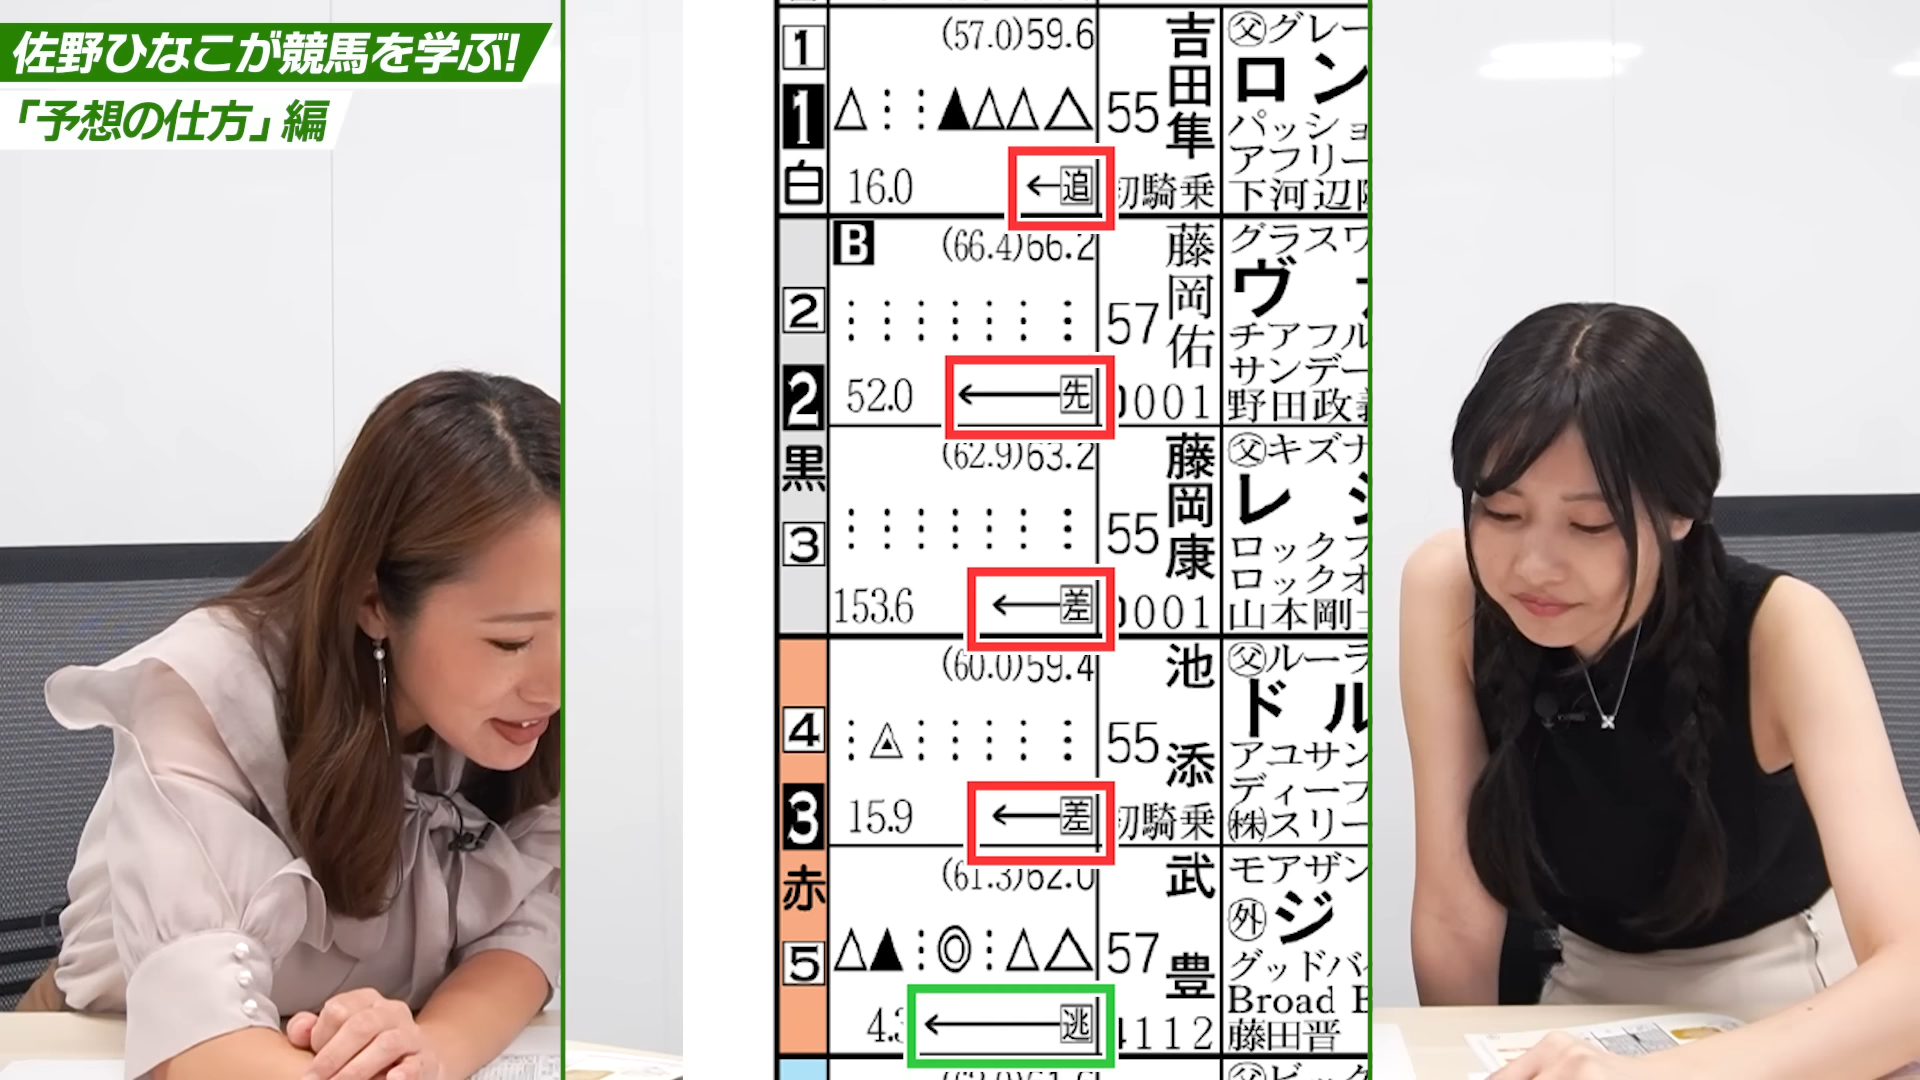 佐野ひなこが競馬を学ぶ!
「予想の仕方」編
1
1
白
(57.0)59.6
△ ▲△△△
16.0
←追
55
吉田隼
初騎乗
父グレー
ロン
パッショ
アフリー
下河辺
2
2
黒
B
(66.4)66.2
52.0
←先
57
藤岡佑
0001
グラスワ
ヴ
チアフル
サンデー
野田政
3
(62.9)63.2
153.6
←差
55
藤岡康
0001
父キズナ
レ
ロックフ
ロックオ
山本剛
4
3
赤
(60.0)59.4
15.9
←差
55
池添
初騎乗
父ルーラ
ドル
アユサン
ディープ
(株)スリー
5
(61.3)62.0
△▲ ◎ △△
4.
←逃
57
武豊
1112
モアザン
外ジ
グッドバ
Broad
藤田晋
父ビッグ